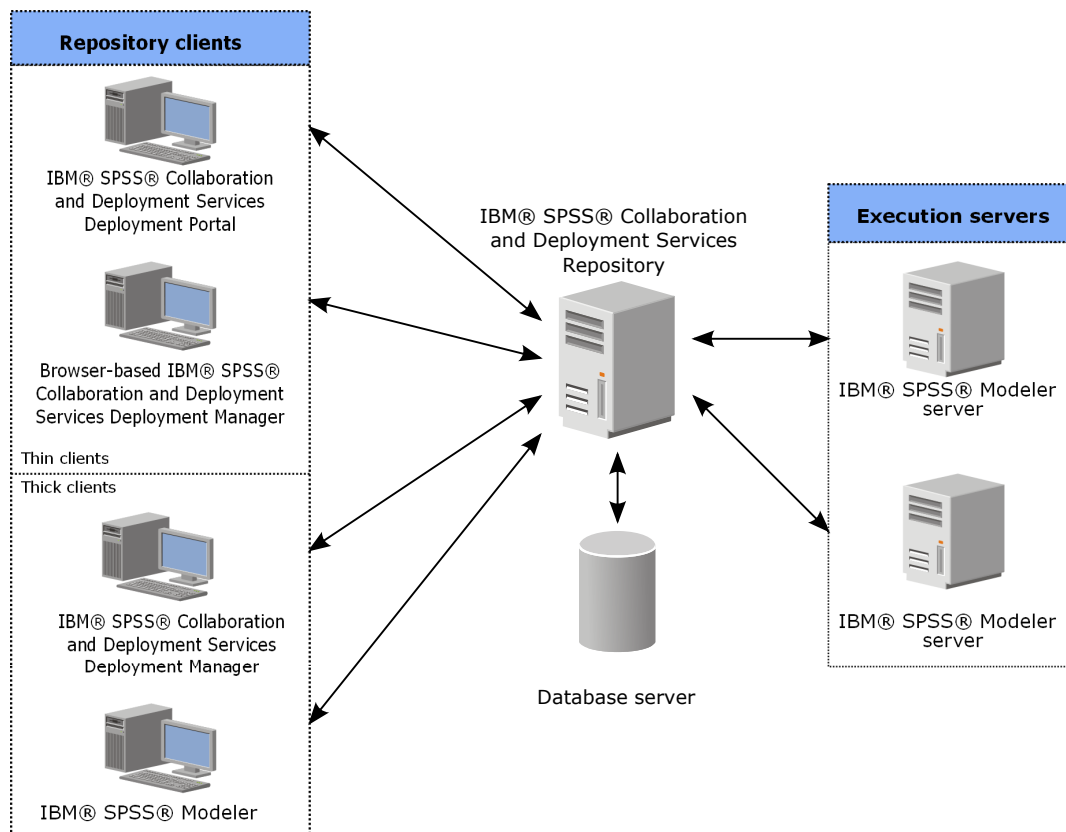 Repository clients
IBM® SPSS® Collaboration
and Deployment Services
Deployment Portal
Browser-based IBM® SPSS®
Collaboration and Deployment
Services Deployment Manager
Thin clients
Thick clients
IBM® SPSS® Collaboration
and Deployment Services
Deployment Manager
IBM® SPSS® Modeler
IBM® SPSS® Collaboration
and Deployment Services
Repository
Database server
Execution servers
IBM® SPSS® Modeler
server
IBM® SPSS® Modeler
server